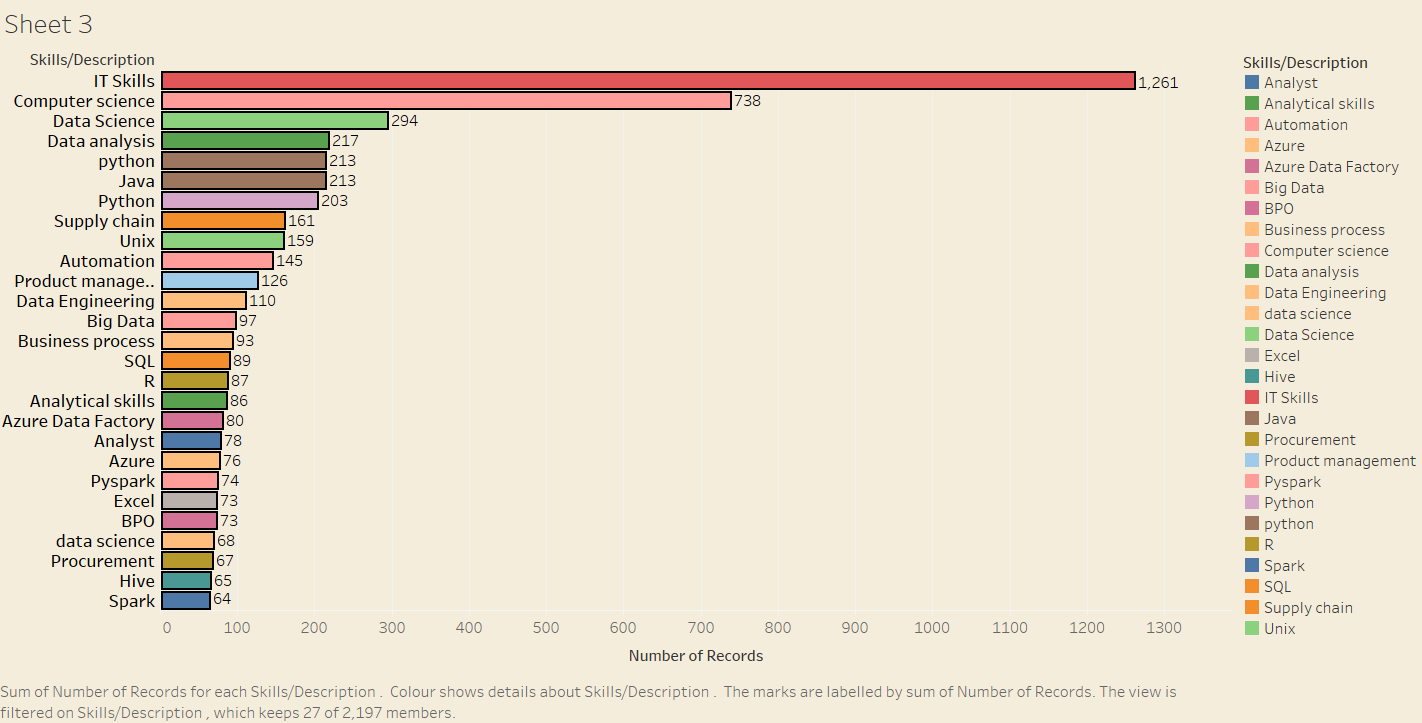 Sheet 3
Skills/Description
IT Skills 1,261
Computer science 738
Data Science 294
Data analysis 217
python 213
Java 213
Python 203
Supply chain 161
Unix 159
Automation 145
Product manage.. 126
Data Engineering 110
Big Data 97
Business process 93
SQL 89
R 87
Analytical skills 86
Azure Data Factory 80
Analyst 78
Azure 76
Pyspark 74
Excel 73
BPO 73
data science 68
Procurement 67
Hive 65
Spark 64
0 100 200 300 400 500 600 700 800 900 1000 1100 1200 1300
Number of Records
Skills/Description
Analyst
Analytical skills
Automation
Azure
Azure Data Factory
Big Data
BPO
Business process
Computer science
Data analysis
Data Engineering
data science
Data Science
Excel
Hive
IT Skills
Java
Procurement
Product management
Pyspark
Python
python
R
Spark
SQL
Supply chain
Unix
Sum of Number of Records for each Skills/Description .  Colour shows details about Skills/Description .  The marks are labelled by sum of Number of Records. The view is
filtered on Skills/Description , which keeps 27 of 2,197 members.